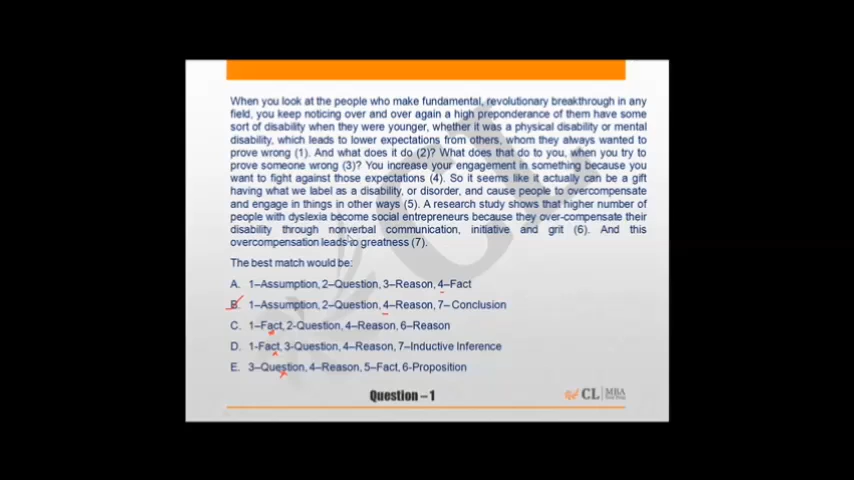 When you look at the people who make fundamental, revolutionary breakthrough in any
field, you keep noticing over and over again a high preponderance of them have some
sort of disability when they were younger, whether it was a physical disability or mental
disability, which leads to lower expectations from others, whom they always wanted to
prove wrong (1). And what does it do (2)? What does that do to you, when you try to
prove someone wrong (3)? You increase your engagement in something because you
want to fight against those expectations (4). So it seems like it actually can be a gift
having what we label as a disability, or disorder, and cause people to overcompensate
and engage in things in other ways (5). A research study shows that higher number of
people with dyslexia become social entrepreneurs because they over-compensate their
disability through nonverbal communication, initiative and grit (6). And this
overcompensation leads to greatness (7).
The best match would be:
A. 1–Assumption, 2–Question, 3–Reason, 4–Fact
B. 1–Assumption, 2–Question, 4–Reason, 7– Conclusion
C. 1–Fact, 2-Question, 4–Reason, 6–Reason
D. 1-Fact, 3-Question, 4–Reason, 7–Inductive Inference
E. 3–Question, 4–Reason, 5–Fact, 6-Proposition
Question – 1
CL MBA